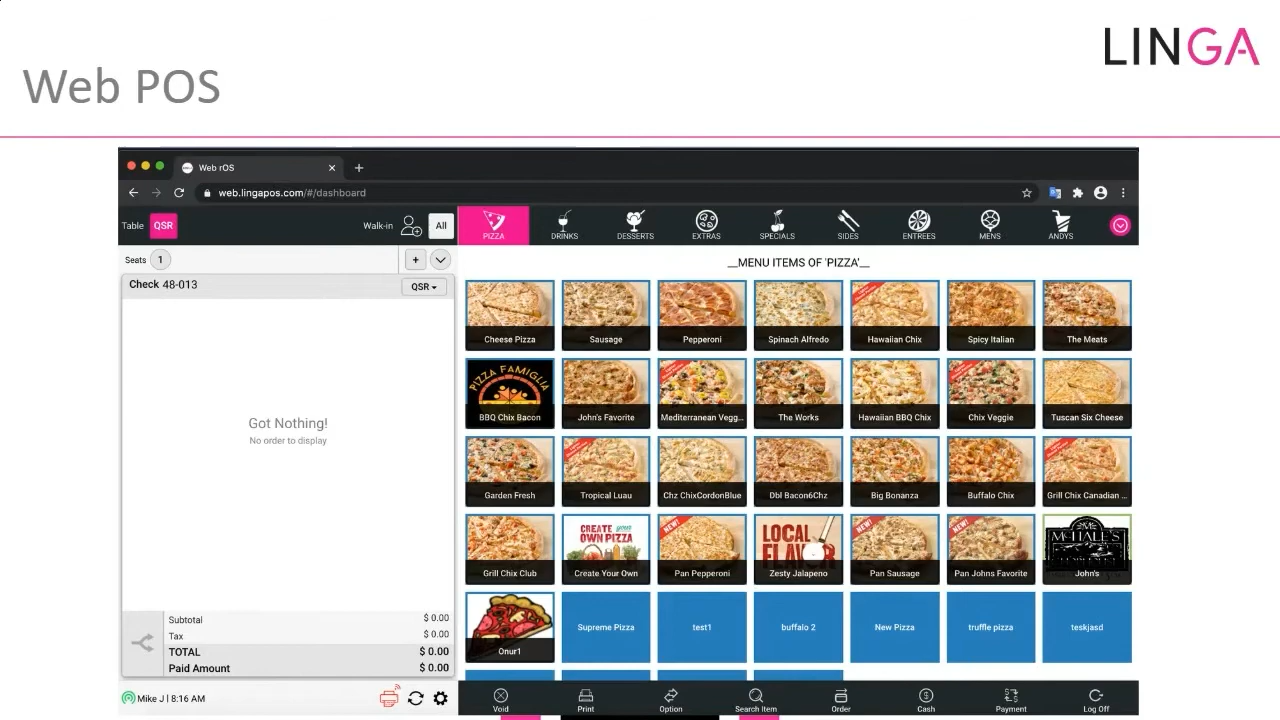 LINGA
Web POS
Web rOS
web.lingapos.com/#/dashboard
Table QSR Walk-in All
PIZZA DRINKS DESSERTS EXTRAS SPECIALS SIDES ENTREES MENS ANDYS
Seats 1 +
__MENU ITEMS OF 'PIZZA'__
Check 48-013 QSR
Got Nothing!
No order to display
Cheese Pizza Sausage Pepperoni Spinach Alfredo Hawaiian Chix Spicy Italian The Meats
PIZZA FAMIGLIA
BBQ Chix Bacon John's Favorite Mediterranean Vegg... The Works Hawaiian BBQ Chix Chix Veggie Tuscan Six Cheese
Garden Fresh Tropical Luau Chz ChixCordonBlue Dbl Bacon6Chz Big Bonanza Buffalo Chix Grill Chix Canadian ...
CREATE your OWN PIZZA NEW! LOCAL FLAVOR NEW! NEW! McHALE'S
Grill Chix Club Create Your Own Pan Pepperoni Zesty Jalapeno Pan Sausage Pan Johns Favorite John's
Onur1 Supreme Pizza test1 buffalo 2 New Pizza truffle pizza teskjasd
Subtotal $ 0.00
Tax $ 0.00
TOTAL $ 0.00
Paid Amount $ 0.00
Mike J | 8:16 AM
Void Print Option Search Item Order Cash Payment Log Off